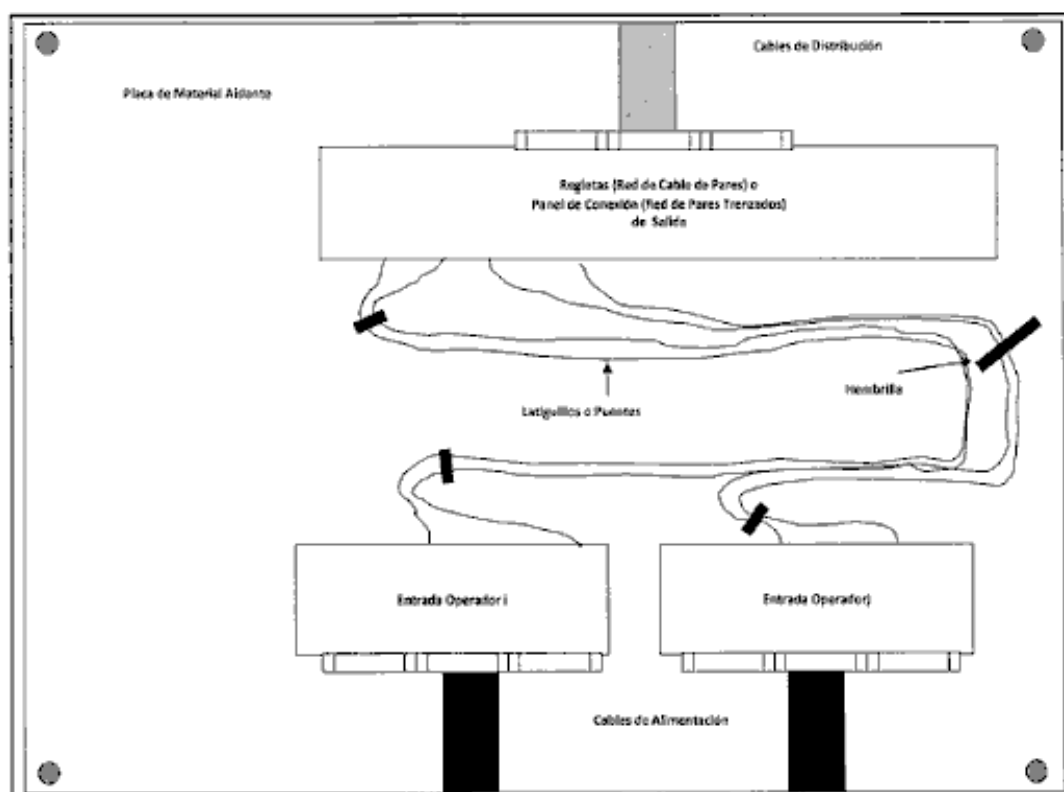 Cables de Distribución
Placa de Material Aislante
Regletas (Red de Cable de Pares) o
Panel de Conexión (Red de Pares Trenzados)
de Salida
Hembrilla
Latiguillos o Puentes
Entrada Operador i
Entrada Operador j
Cables de Alimentación